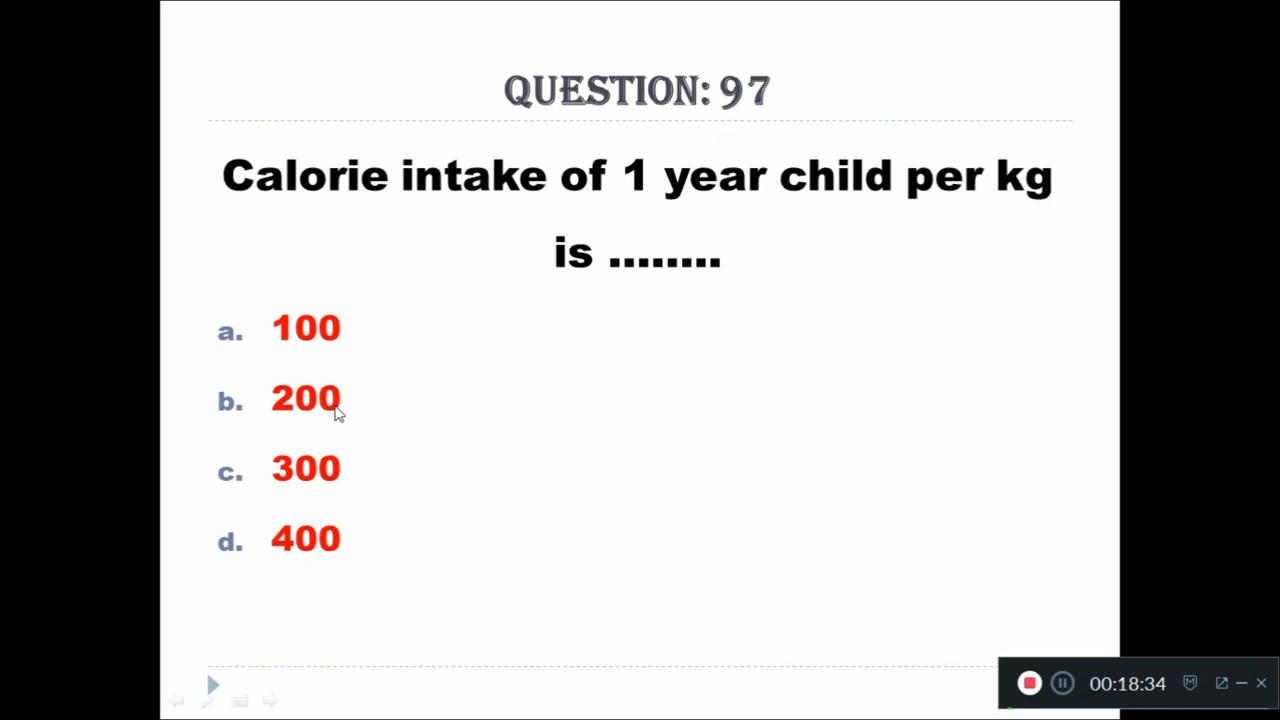 QUESTION: 97
Calorie intake of 1 year child per kg
is ........
a. 100
b. 200
c. 300
d. 400
00:18:34